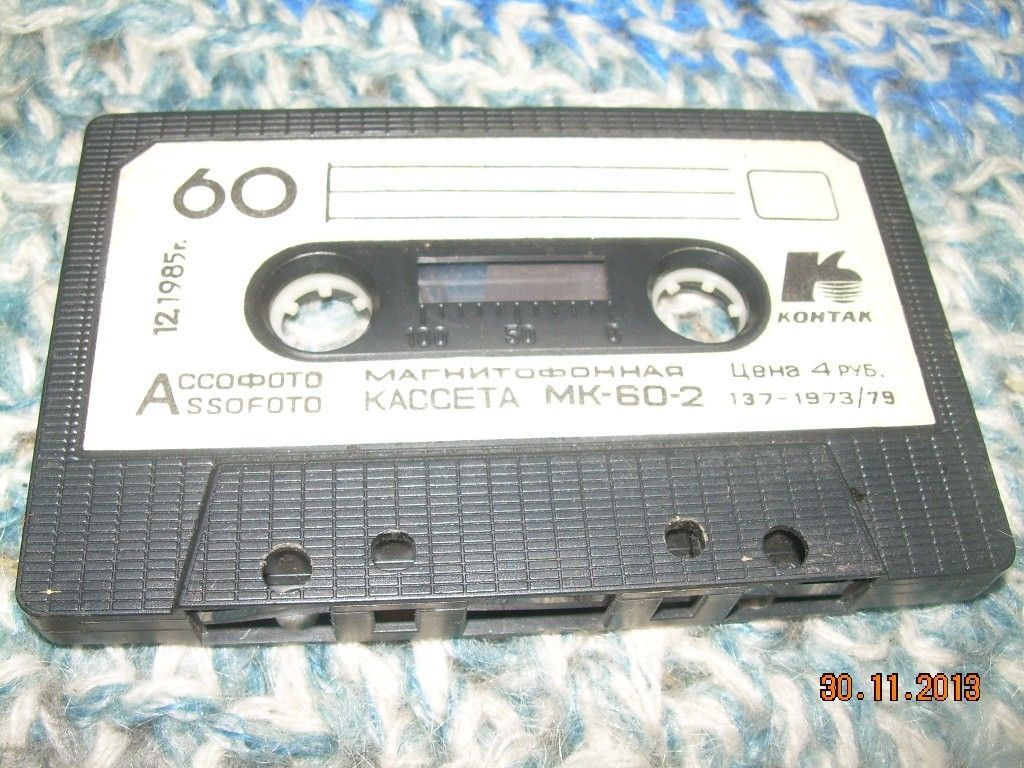 60
12.1985г.
100 50 0
КОНТАК
АССОФОТО
ASSOFOTO
МАГНИТОФОННАЯ
КАССЕТА МК-60-2
Цена 4 РУБ.
137-1973/79
30.11.2013